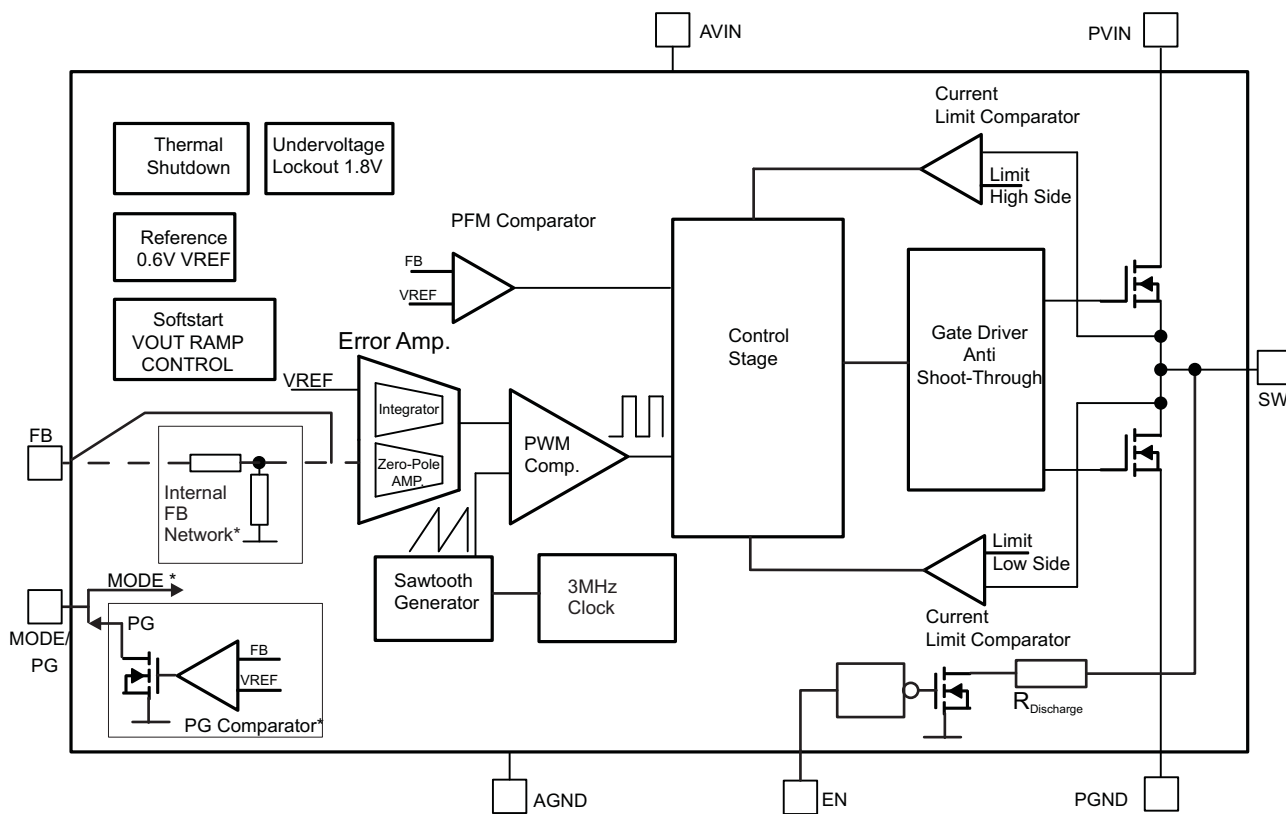 AVIN
PVIN
Current
Limit Comparator
Thermal
Shutdown
Undervoltage
Lockout 1.8V
Limit
High Side
Reference
0.6V VREF
PFM Comparator
FB
VREF
Softstart
VOUT RAMP
CONTROL
Error Amp.
Control
Stage
Gate Driver
Anti
Shoot-Through
VREF
Integrator
SW
FB
Zero-Pole
AMP.
PWM
Comp.
Internal
FB
Network*
Limit
Low Side
MODE *
Sawtooth
Generator
3MHz
Clock
MODE/
PG
PG
FB
VREF
PG Comparator*
Current
Limit Comparator
RDischarge
AGND
EN
PGND